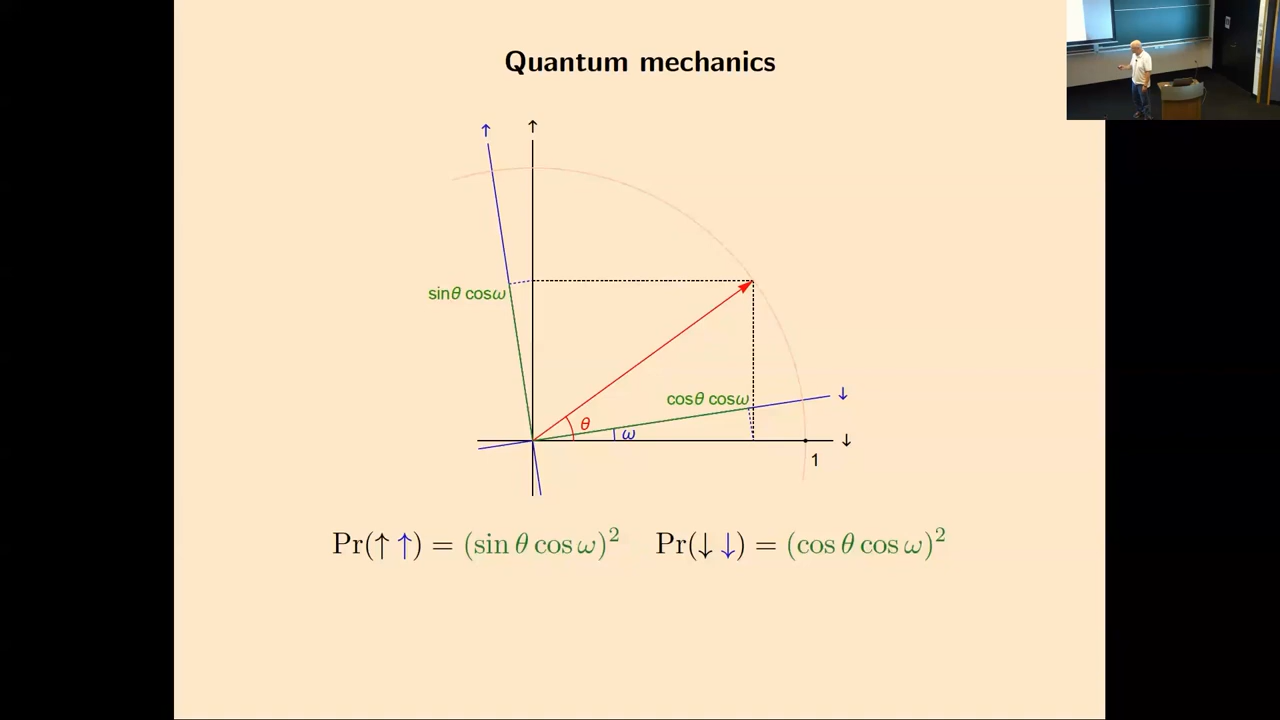 Quantum mechanics
↑ ↑
sinθ cosω
cosθ cosω ↓
θ
ω ↓
1
Pr(↑ ↑) = (sin θ cos ω)² Pr(↓ ↓) = (cos θ cos ω)²